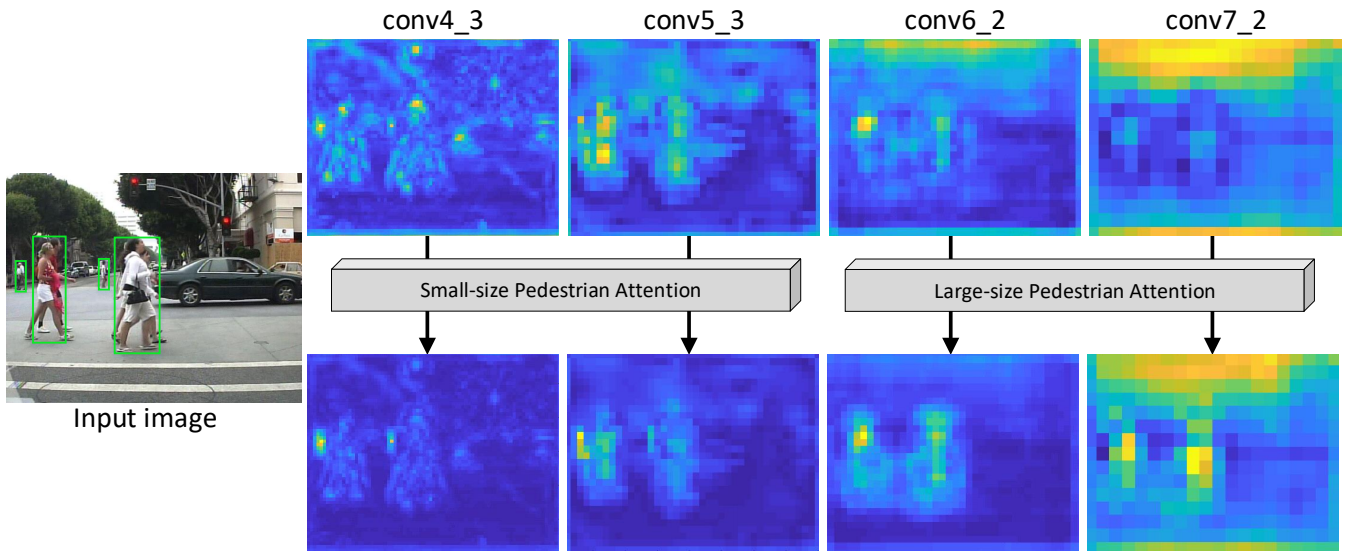 conv4_3 conv5_3 conv6_2 conv7_2
Small-size Pedestrian Attention Large-size Pedestrian Attention
Input image